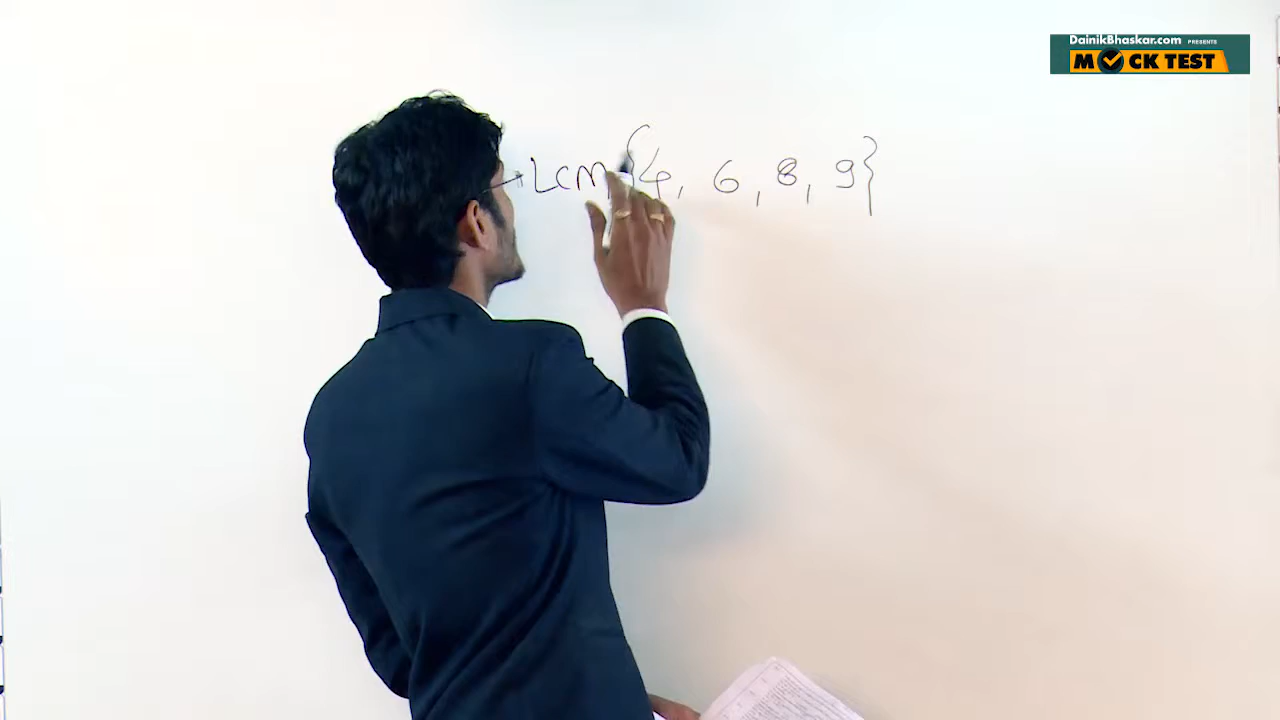 DainikBhaskar.com PRESENTS
MOCK TEST
LCM {4, 6, 8, 9}